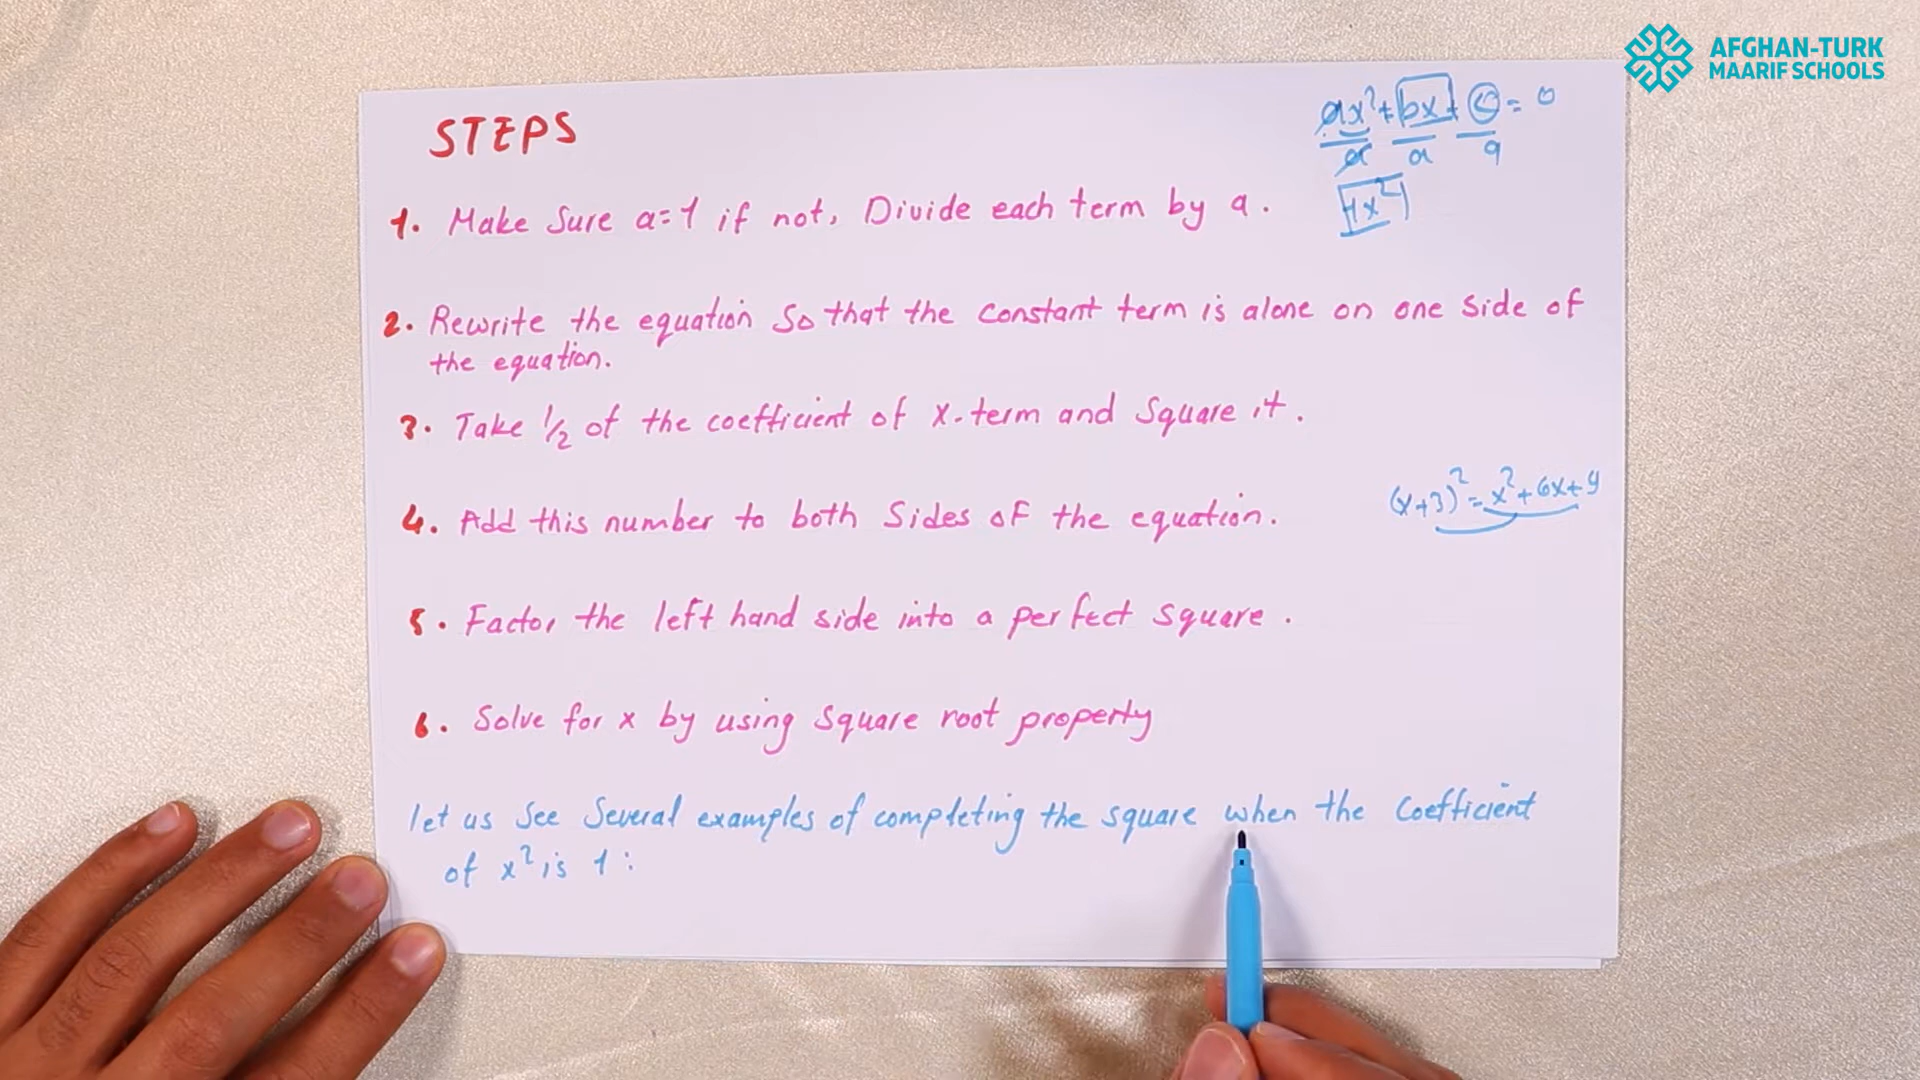 AFGHAN-TURK
MAARIF SCHOOLS
STEPS
ax²+bx+c=0
a a a
1x²
1. Make Sure a=1 if not, Divide each term by a.
2. Rewrite the equation So that the constant term is alone on one side of
the equation.
3. Take 1/2 of the coefficient of x-term and Square it.
4. Add this number to both Sides of the equation.
(x+3)²=x²+6x+9
5. Factor the left hand side into a perfect square.
6. Solve for x by using square root property
let us see Several examples of completing the square when the Coefficient
of x² is 1: